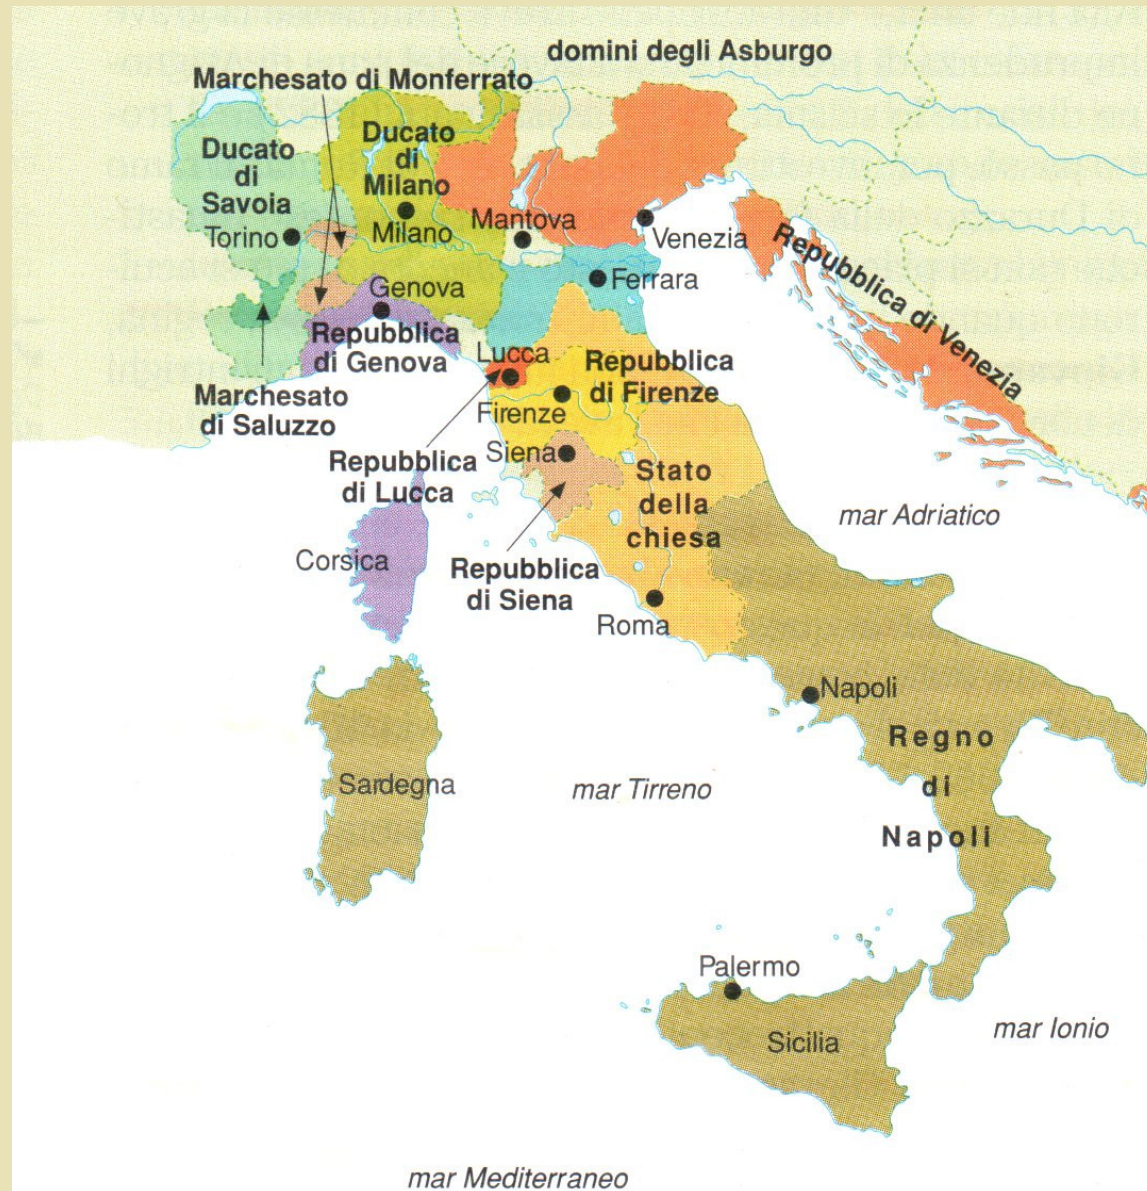 domini degli Asburgo
Marchesato di Monferrato
Ducato
di
Savoia
Ducato
di
Milano
Torino
Milano
Mantova
Venezia
Repubblica di Venezia
Ferrara
Genova
Repubblica
di Genova
Lucca
Repubblica
di Firenze
Marchesato
di Saluzzo
Firenze
Siena
Repubblica
di Lucca
Stato
della
chiesa
mar Adriatico
Corsica
Repubblica
di Siena
Roma
Napoli
Regno
di
Napoli
Sardegna
mar Tirreno
Palermo
Sicilia
mar Ionio
mar Mediterraneo